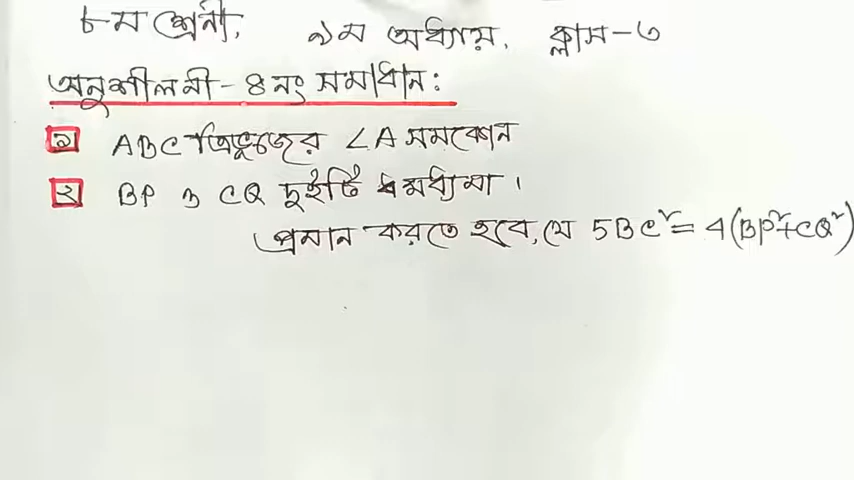 ৮ম শ্রেনী, ৯ম অধ্যায়, ক্লাস-৩
অনুশীলনী - ৪নং সমাধান:
১ ABC ত্রিভুজের ∠A সমকোন
২ BP ও CQ দুইটি মধ্যমা।
প্রমান করতে হবে, যে 5BC² = 4(BP²+CQ²)